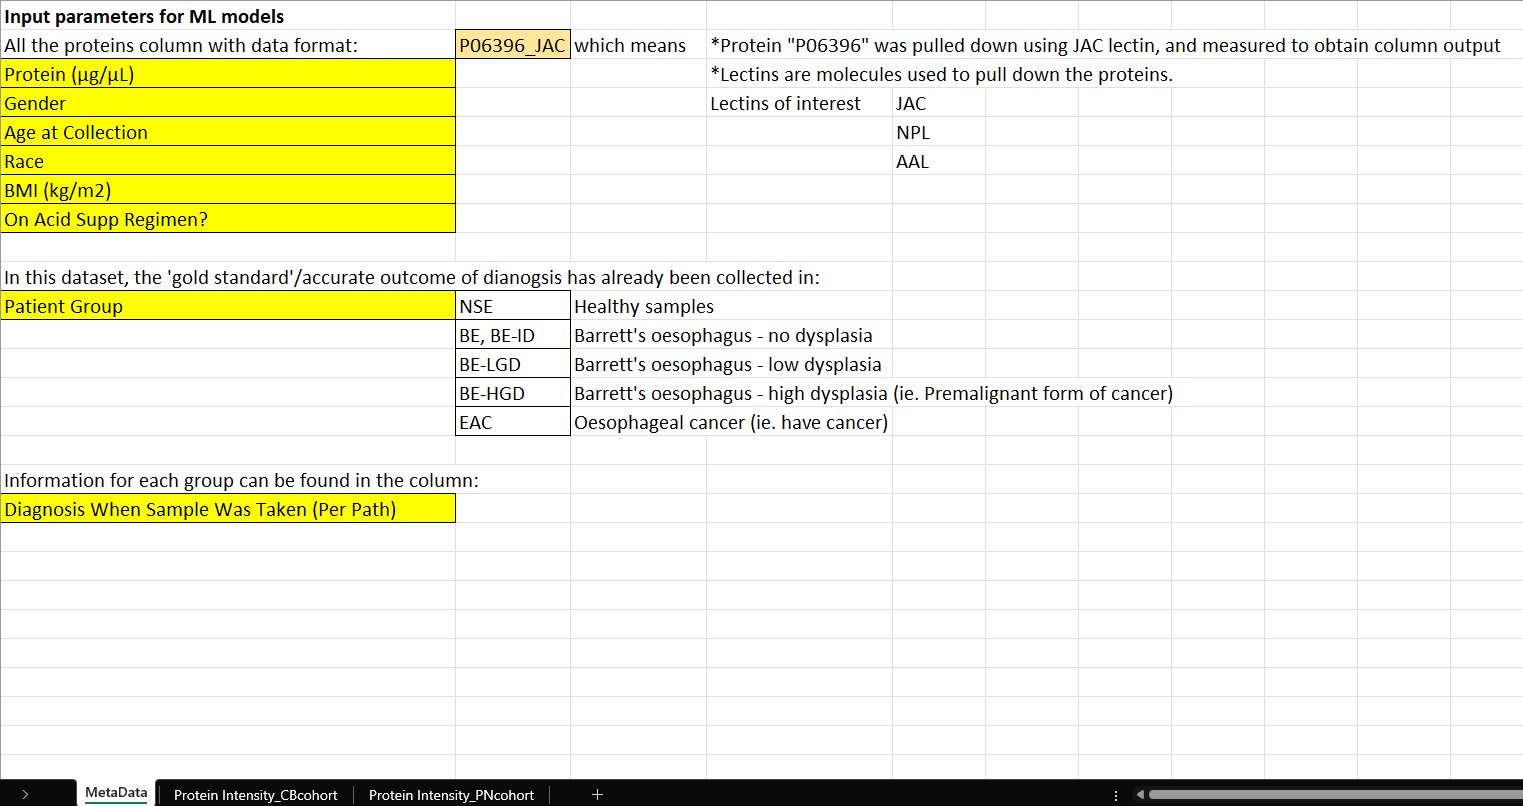 Input parameters for ML models
All the proteins column with data format: P06396_JAC which means *Protein "P06396" was pulled down using JAC lectin, and measured to obtain column output
Protein (µg/µL) *Lectins are molecules used to pull down the proteins.
Gender Lectins of interest JAC
Age at Collection NPL
Race AAL
BMI (kg/m2)
On Acid Supp Regimen?
In this dataset, the 'gold standard'/accurate outcome of dianogsis has already been collected in:
Patient Group NSE Healthy samples
BE, BE-ID Barrett's oesophagus - no dysplasia
BE-LGD Barrett's oesophagus - low dysplasia
BE-HGD Barrett's oesophagus - high dysplasia (ie. Premalignant form of cancer)
EAC Oesophageal cancer (ie. have cancer)
Information for each group can be found in the column:
Diagnosis When Sample Was Taken (Per Path)
MetaData Protein Intensity_CBcohort Protein Intensity_PNcohort